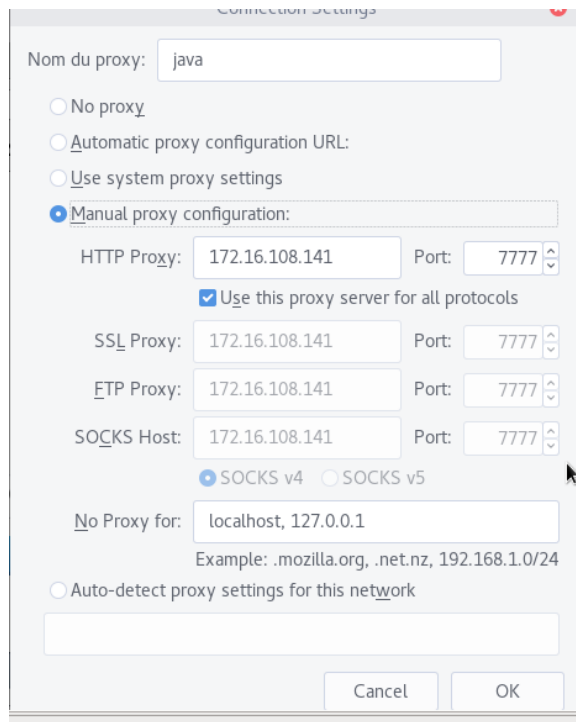 Connection Settings
Nom du proxy: java
No proxy
Automatic proxy configuration URL:
Use system proxy settings
Manual proxy configuration:
HTTP Proxy: 172.16.108.141 Port: 7777
Use this proxy server for all protocols
SSL Proxy: 172.16.108.141 Port: 7777
FTP Proxy: 172.16.108.141 Port: 7777
SOCKS Host: 172.16.108.141 Port: 7777
SOCKS v4 SOCKS v5
No Proxy for: localhost, 127.0.0.1
Example: .mozilla.org, .net.nz, 192.168.1.0/24
Auto-detect proxy settings for this network
Cancel OK